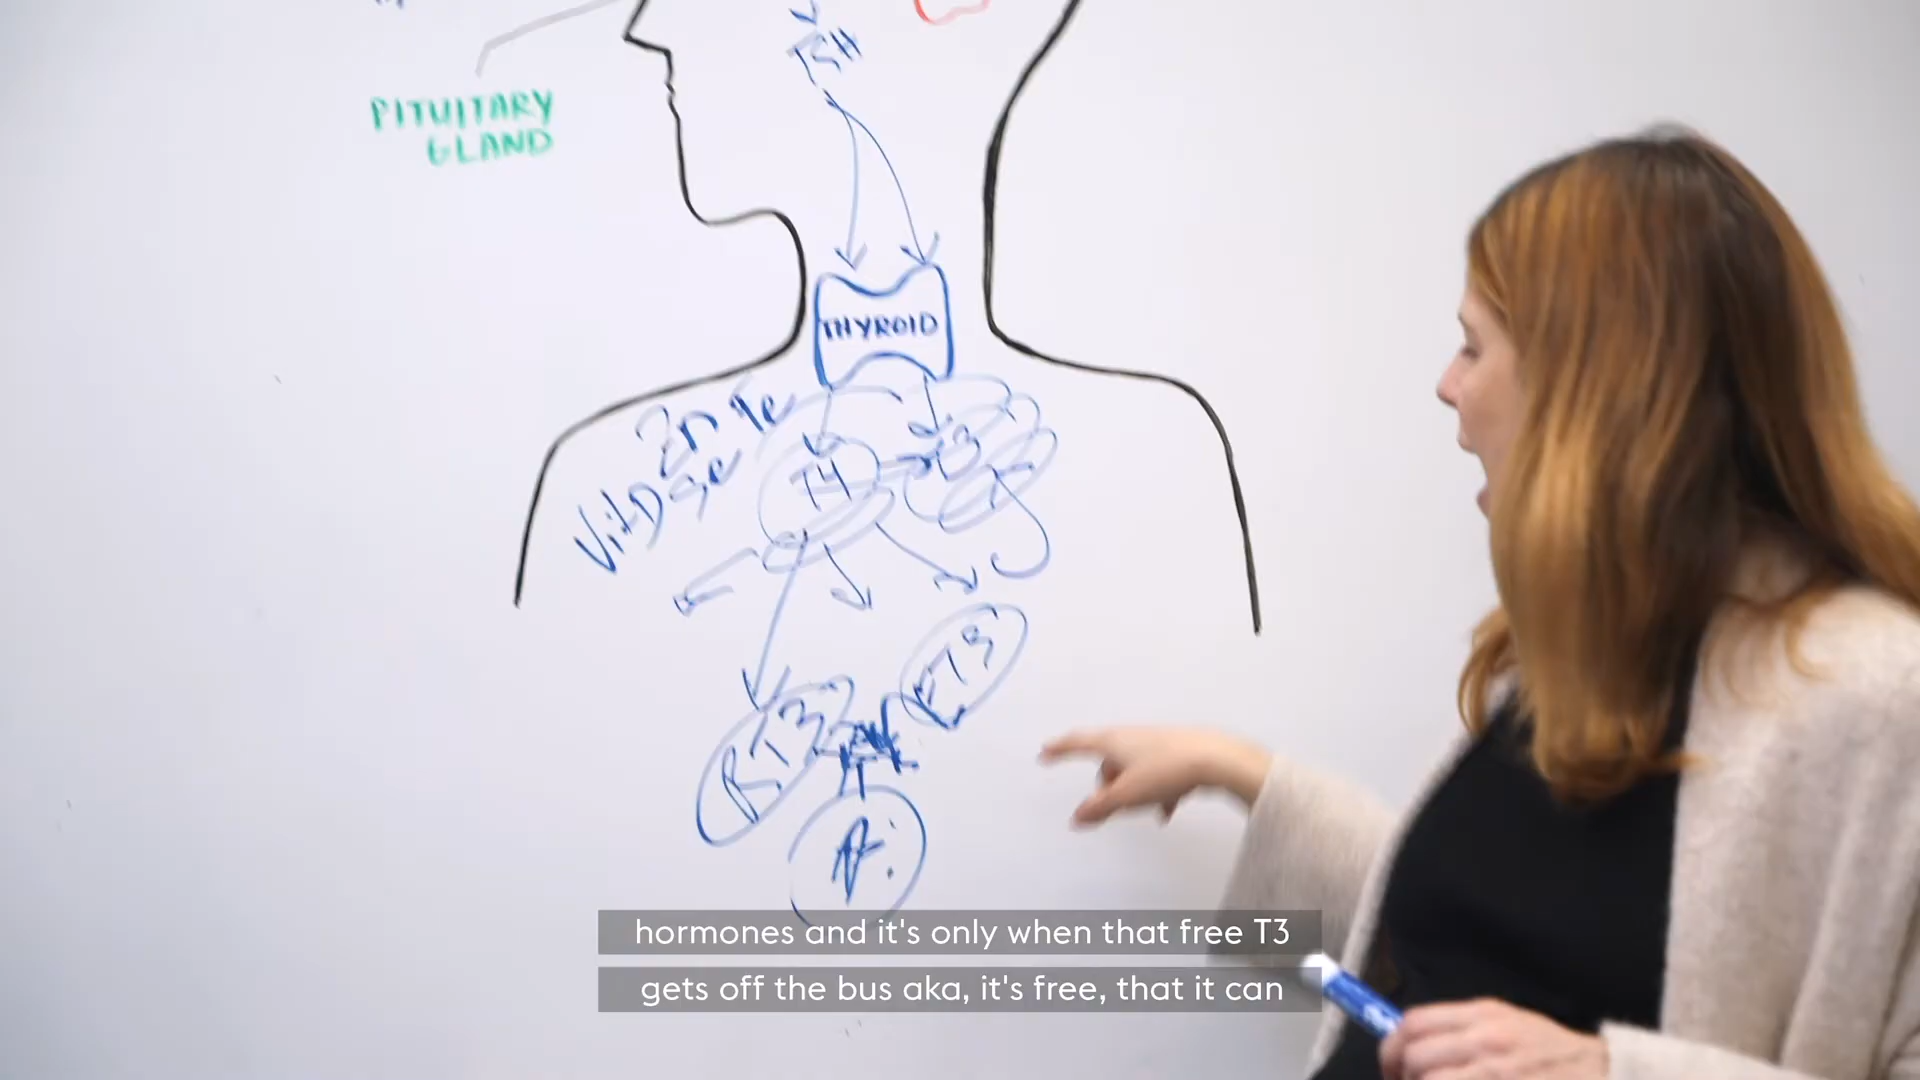 TSH
PITUITARY
GLAND
THYROID
Zn
Vit D Se
T4
T3
FT3
RT3
hormones and it's only when that free T3
gets off the bus aka, it's free, that it can